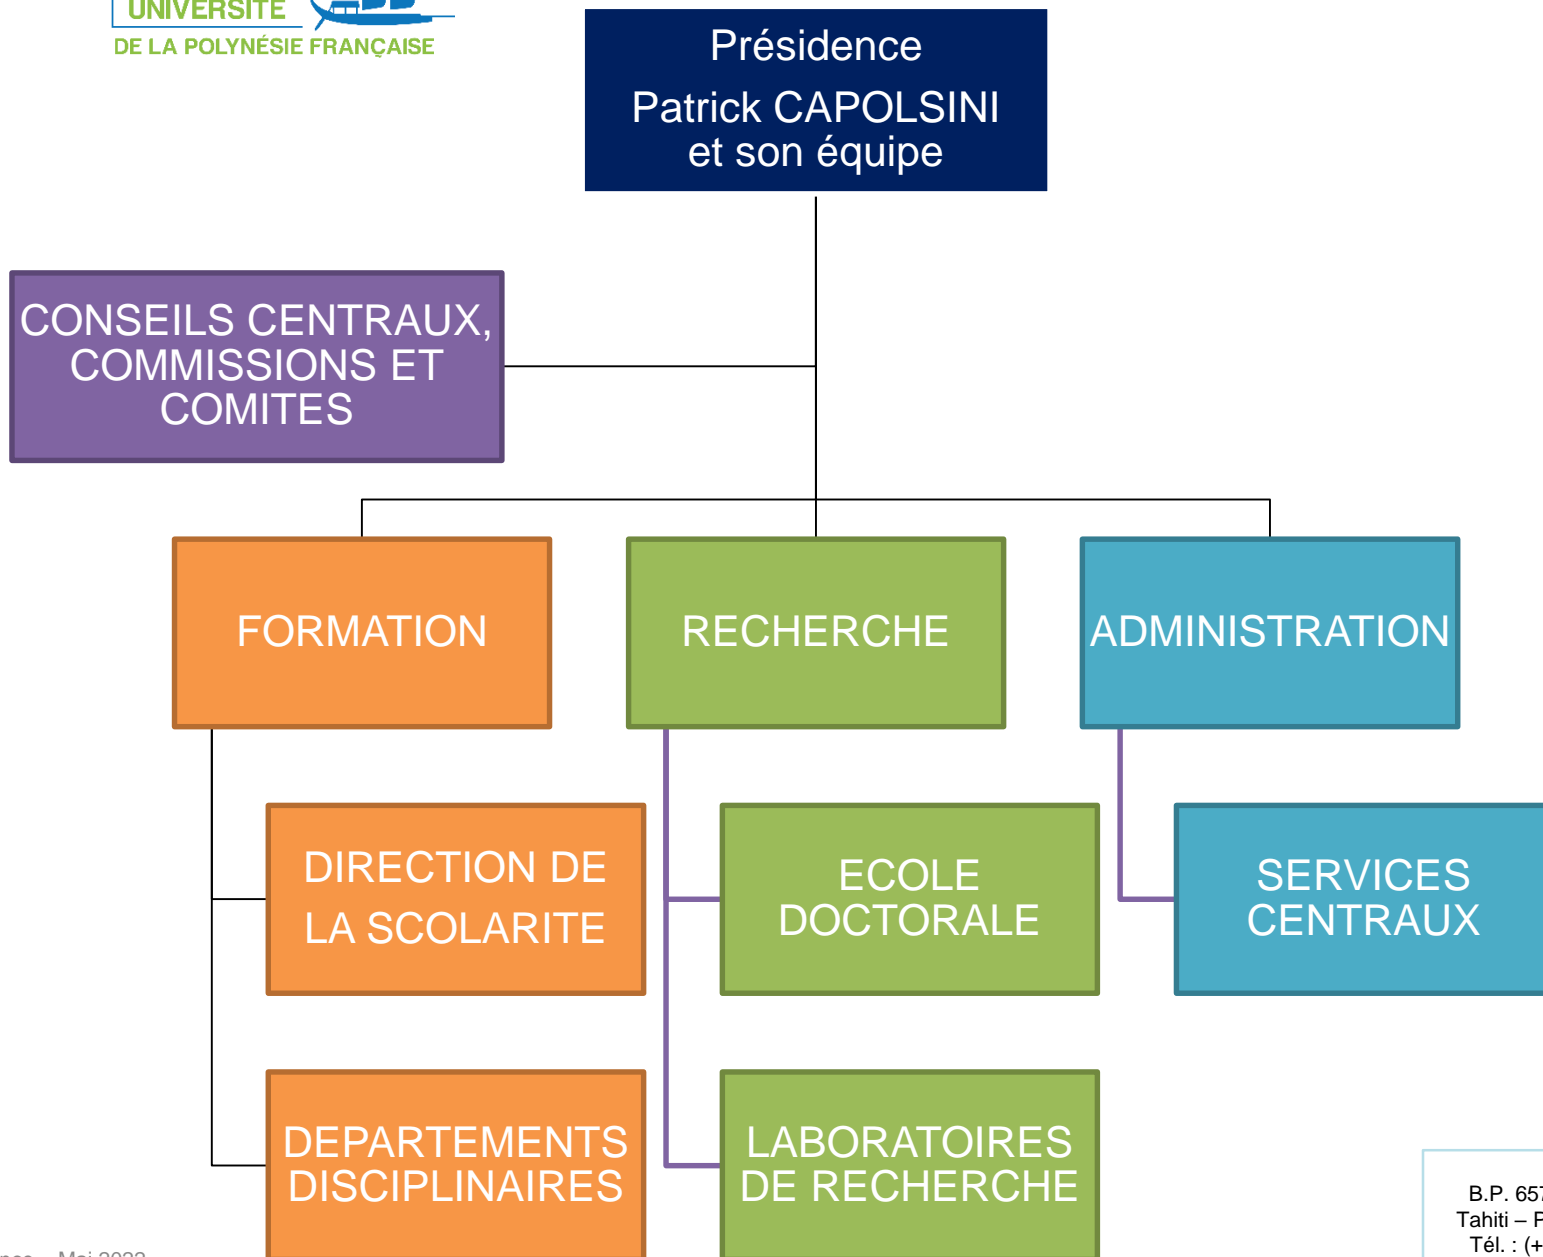 UNIVERSITE
DE LA POLYNÉSIE FRANÇAISE
Présidence
Patrick CAPOLSINI
et son équipe
CONSEILS CENTRAUX,
COMMISSIONS ET
COMITES
FORMATION
RECHERCHE
ADMINISTRATION
DIRECTION DE
LA SCOLARITE
ECOLE
DOCTORALE
SERVICES
CENTRAUX
DEPARTEMENTS
DISCIPLINAIRES
LABORATOIRES
DE RECHERCHE
B.P. 657
Tahiti – P
Tél. : (+